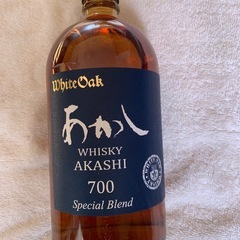 White Oak
あかし
WHISKY
AKASHI
700
Special Blend